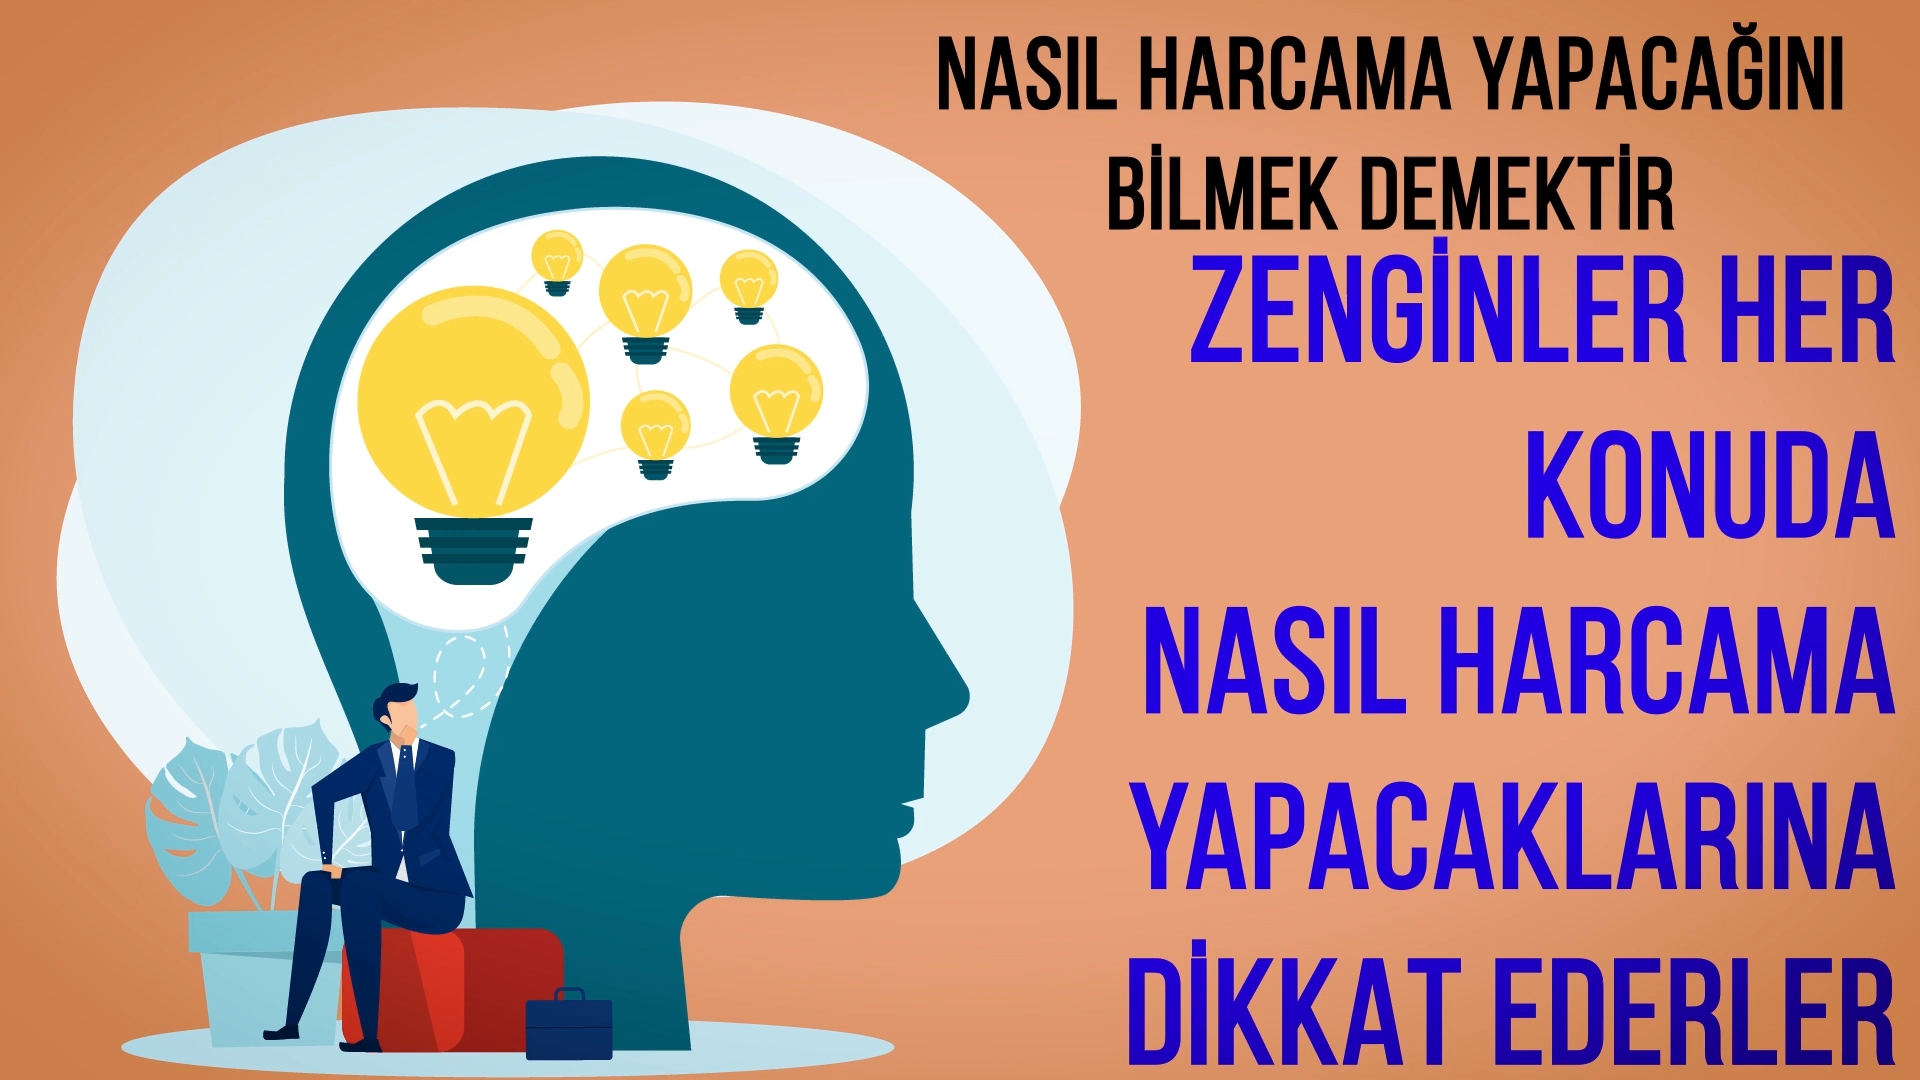 NASIL HARCAMA YAPACAĞINI
BİLMEK DEMEKTİR
ZENGİNLER HER
KONUDA
NASIL HARCAMA
YAPACAKLARINA
DİKKAT EDERLER